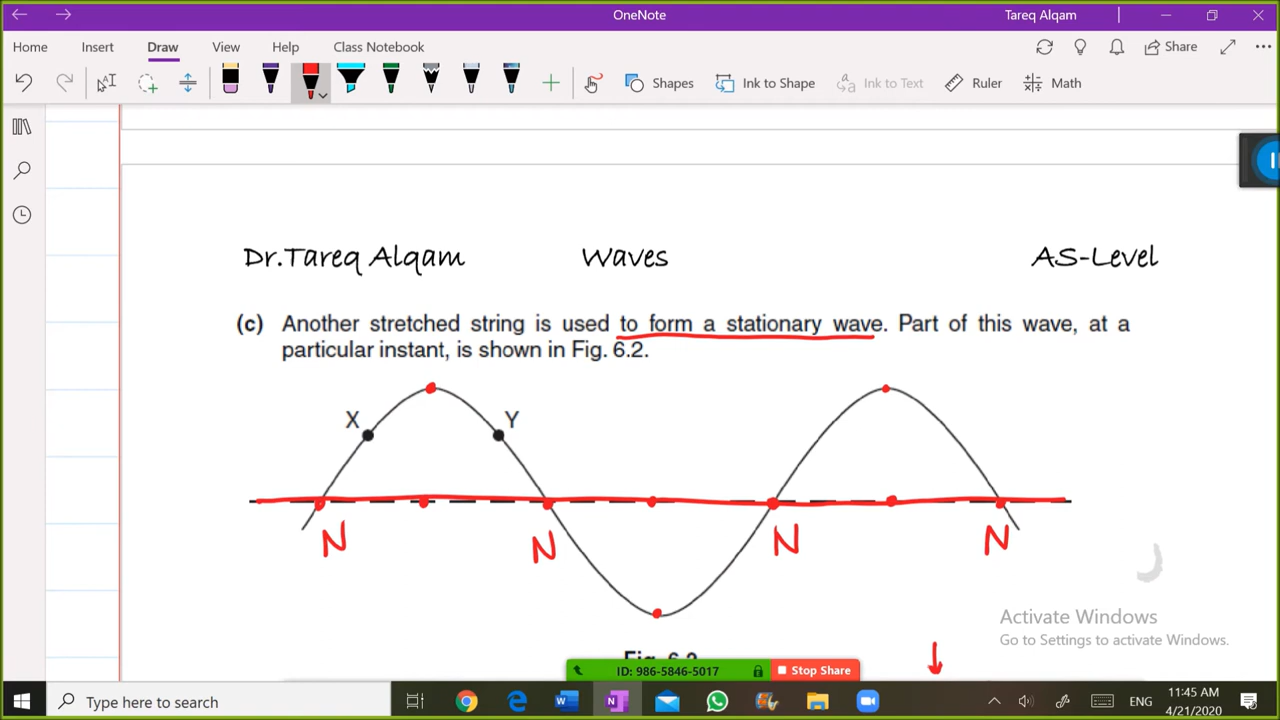 OneNote
Tareq Alqam
Home Insert Draw View Help Class Notebook
Share
Shapes Ink to Shape Ink to Text Ruler Math
Dr.Tareq Alqam Waves AS-Level
(c) Another stretched string is used to form a stationary wave. Part of this wave, at a
particular instant, is shown in Fig. 6.2.
X Y
N N N N
Activate Windows
Go to Settings to activate Windows.
Fig. 6.2
ID: 986-5846-5017 Stop Share
Type here to search
ENG
11:45 AM
4/21/2020